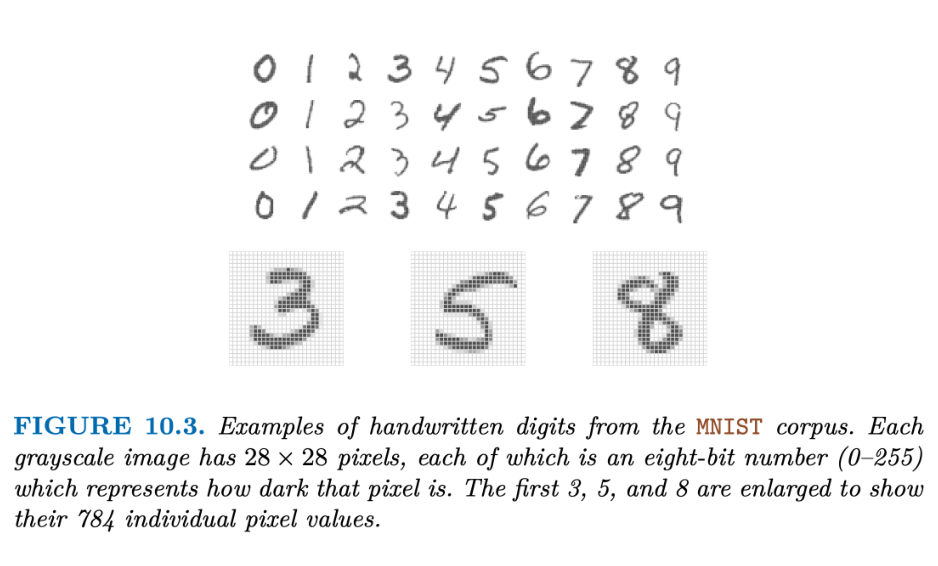 0 1 2 3 4 5 6 7 8 9
0 1 2 3 4 5 6 7 8 9
0 1 2 3 4 5 6 7 8 9
0 1 2 3 4 5 6 7 8 9
3 5 8
FIGURE 10.3. Examples of handwritten digits from the MNIST corpus. Each
grayscale image has 28 × 28 pixels, each of which is an eight-bit number (0–255)
which represents how dark that pixel is. The first 3, 5, and 8 are enlarged to show
their 784 individual pixel values.